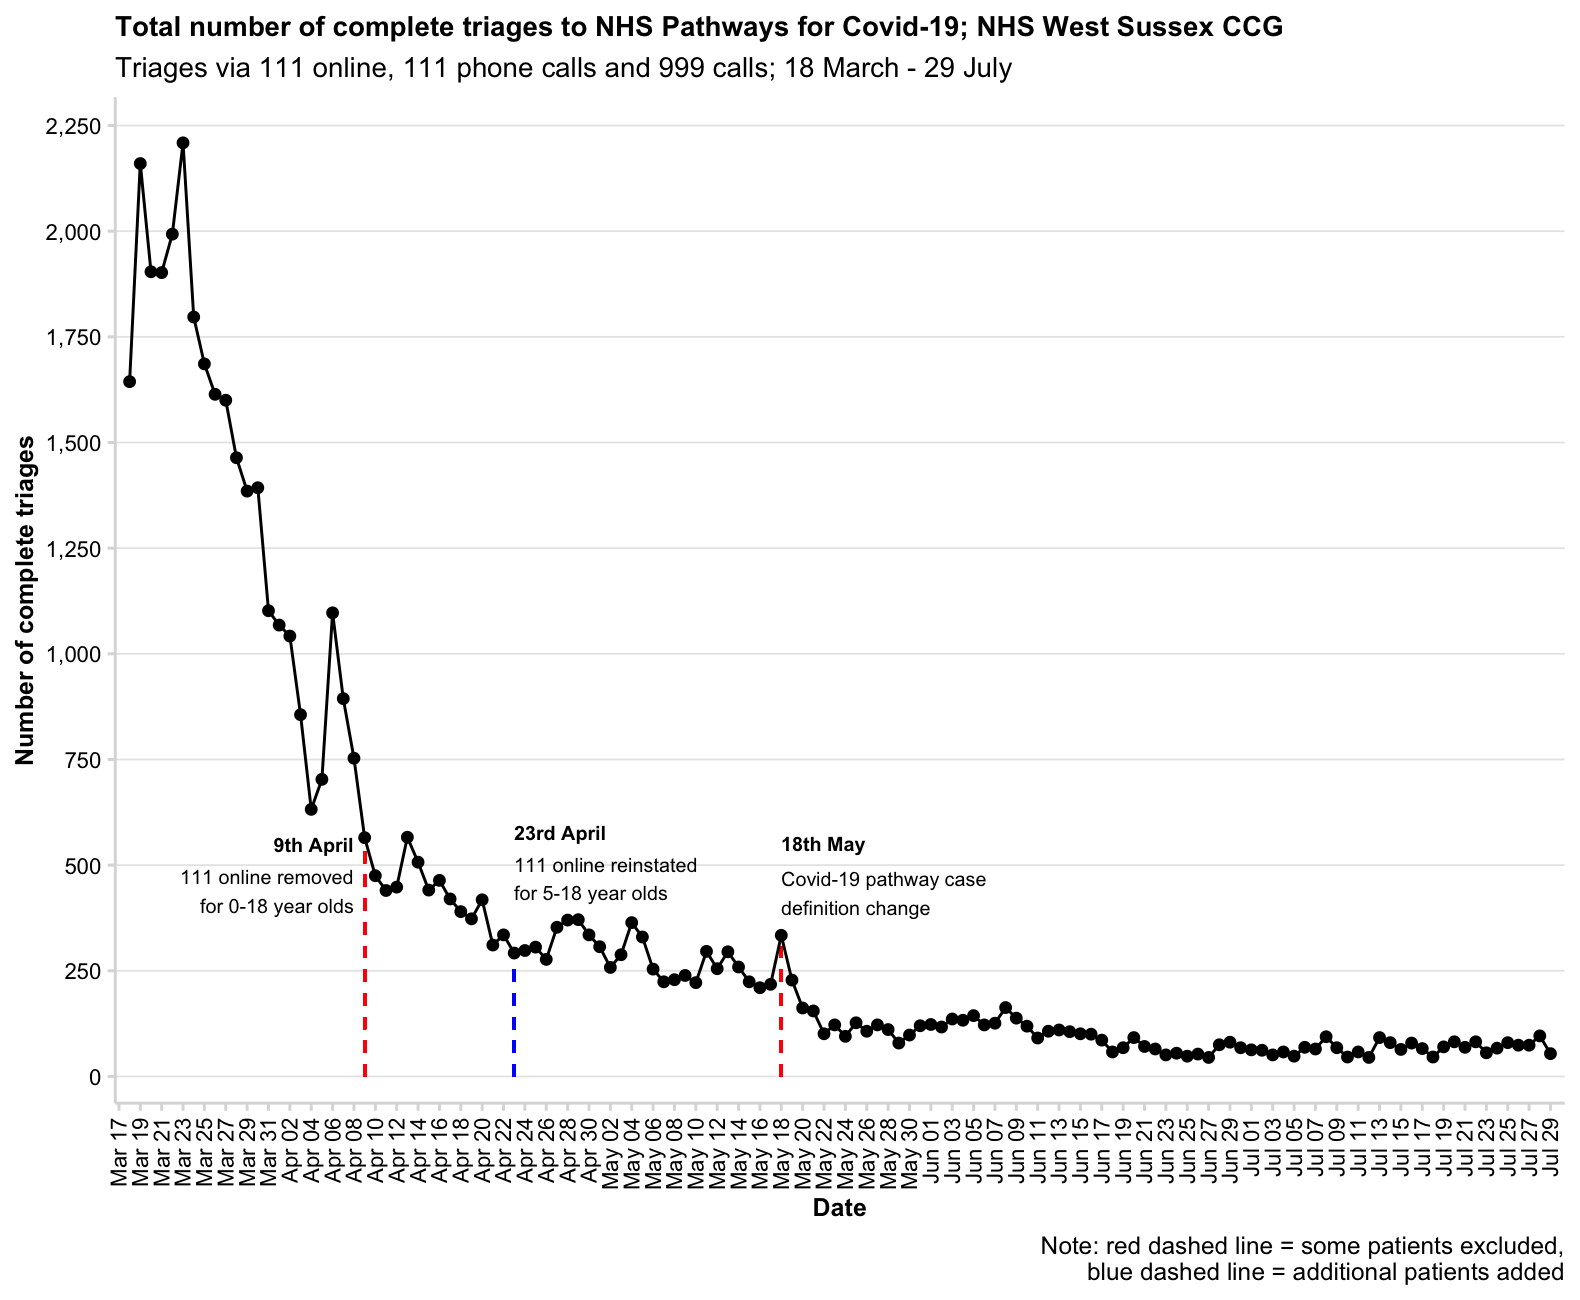 Total number of complete triages to NHS Pathways for Covid-19; NHS West Sussex CCG
Triages via 111 online, 111 phone calls and 999 calls; 18 March - 29 July
Number of complete triages
2,250
2,000
1,750
1,500
1,250
1,000
750
500
250
0
9th April
111 online removed
for 0-18 year olds
23rd April
111 online reinstated
for 5-18 year olds
18th May
Covid-19 pathway case
definition change
Mar 17
Mar 19
Mar 21
Mar 23
Mar 25
Mar 27
Mar 29
Mar 31
Apr 02
Apr 04
Apr 06
Apr 08
Apr 10
Apr 12
Apr 14
Apr 16
Apr 18
Apr 20
Apr 22
Apr 24
Apr 26
Apr 28
Apr 30
May 02
May 04
May 06
May 08
May 10
May 12
May 14
May 16
May 18
May 20
May 22
May 24
May 26
May 28
May 30
Jun 01
Jun 03
Jun 05
Jun 07
Jun 09
Jun 11
Jun 13
Jun 15
Jun 17
Jun 19
Jun 21
Jun 23
Jun 25
Jun 27
Jun 29
Jul 01
Jul 03
Jul 05
Jul 07
Jul 09
Jul 11
Jul 13
Jul 15
Jul 17
Jul 19
Jul 21
Jul 23
Jul 25
Jul 27
Jul 29
Date
Note: red dashed line = some patients excluded,
blue dashed line = additional patients added